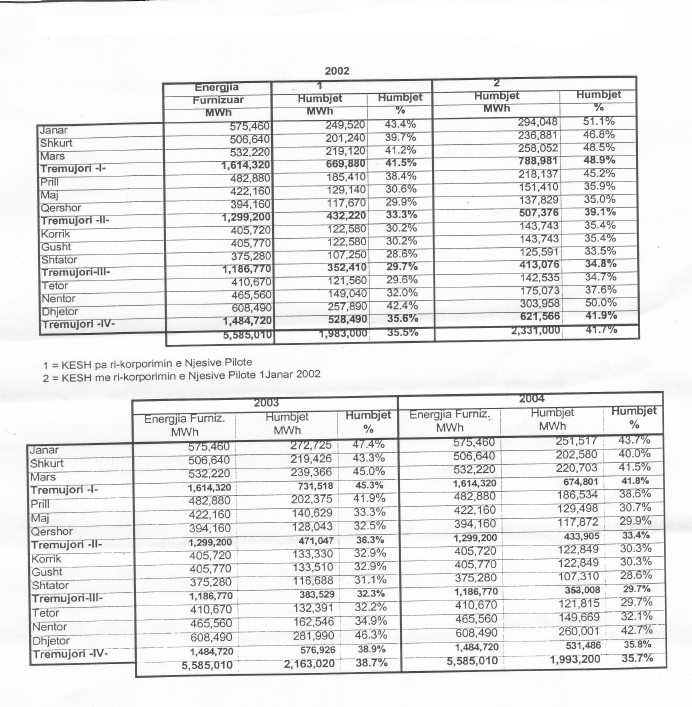 2002
Energjia 1 2
Furnizuar Humbjet Humbjet Humbjet Humbjet
MWh MWh % MWh %
Janar 575,460 249,520 43.4% 294,048 51.1%
Shkurt 506,640 201,240 39.7% 236,881 46.8%
Mars 532,220 219,120 41.2% 258,052 48.5%
Tremujori -I- 1,614,320 669,880 41.5% 788,981 48.9%
Prill 482,880 185,410 38.4% 218,137 45.2%
Maj 422,160 129,140 30.6% 151,410 35.9%
Qershor 394,160 117,670 29.9% 137,829 35.0%
Tremujori -II- 1,299,200 432,220 33.3% 507,376 39.1%
Korrik 405,720 122,580 30.2% 143,743 35.4%
Gusht 405,770 122,580 30.2% 143,743 35.4%
Shtator 375,280 107,250 28.6% 125,591 33.5%
Tremujori-III- 1,186,770 352,410 29.7% 413,076 34.8%
Tetor 410,670 121,560 29.6% 142,535 34.7%
Nentor 465,560 149,040 32.0% 175,073 37.6%
Dhjetor 608,490 257,890 42.4% 303,958 50.0%
Tremujori -IV- 1,484,720 528,490 35.6% 621,566 41.9%
5,585,010 1,983,000 35.5% 2,331,000 41.7%
1 = KESH pa ri-korporimin e Njesive Pilote
2 = KESH me ri-korporimin e Njesive Pilote 1Janar 2002
2003 2004
Energjia Furniz. Humbjet Humbjet Energjia Furniz. Humbjet Humbjet
MWh MWh % MWh MWh %
Janar 575,460 272,725 47.4% 575,460 251,517 43.7%
Shkurt 506,640 219,426 43.3% 506,640 202,580 40.0%
Mars 532,220 239,366 45.0% 532,220 220,703 41.5%
Tremujori -I- 1,614,320 731,518 45.3% 1,614,320 674,801 41.8%
Prill 482,880 202,375 41.9% 482,880 186,534 38.6%
Maj 422,160 140,629 33.3% 422,160 129,498 30.7%
Qershor 394,160 128,043 32.5% 394,160 117,872 29.9%
Tremujori -II- 1,299,200 471,047 36.3% 1,299,200 433,905 33.4%
Korrik 405,720 133,330 32.9% 405,720 122,849 30.3%
Gusht 405,770 133,510 32.9% 405,770 122,849 30.3%
Shtator 375,280 116,688 31.1% 375,280 107,310 28.6%
Tremujori-III- 1,186,770 383,529 32.3% 1,186,770 353,008 29.7%
Tetor 410,670 132,391 32.2% 410,670 121,815 29.7%
Nentor 465,560 162,546 34.9% 465,560 149,669 32.1%
Dhjetor 608,490 281,990 46.3% 608,490 260,001 42.7%
Tremujori -IV- 1,484,720 576,926 38.9% 1,484,720 531,486 35.8%
5,585,010 2,163,020 38.7% 5,585,010 1,993,200 35.7%